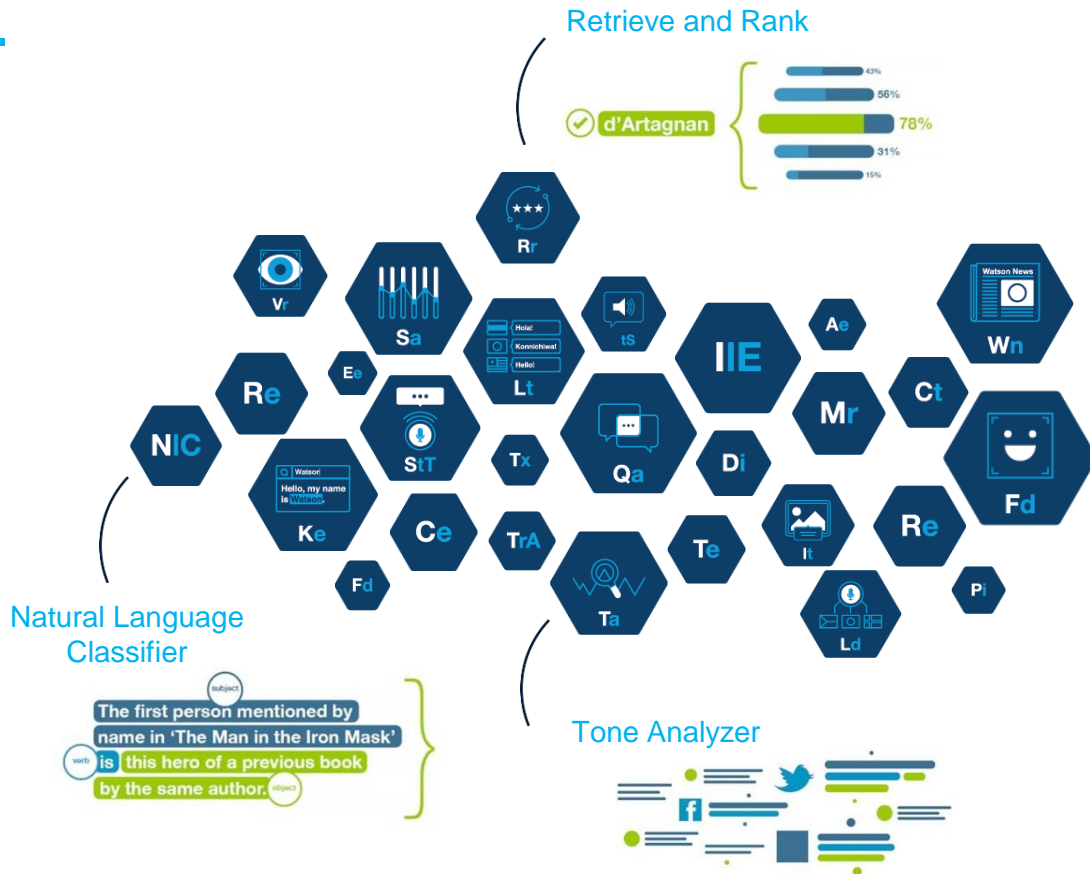 Retrieve and Rank
43%
56%
d'Artagnan
78%
31%
15%
Rr
Vr
Sa
Hola!
Konnichiwa!
Hello!
Lt
tS
IIE
Ae
Watson News
Wn
Re
Ee
StT
Tx
Qa
Di
Mr
Ct
NIC
Watson
Hello, my name
is Watson.
Ke
Ce
TrA
Te
It
Re
Fd
Fd
Ta
Ld
Pi
Natural Language
Classifier
subject
The first person mentioned by
name in ‘The Man in the Iron Mask’
verb
is this hero of a previous book
by the same author.
object
Tone Analyzer